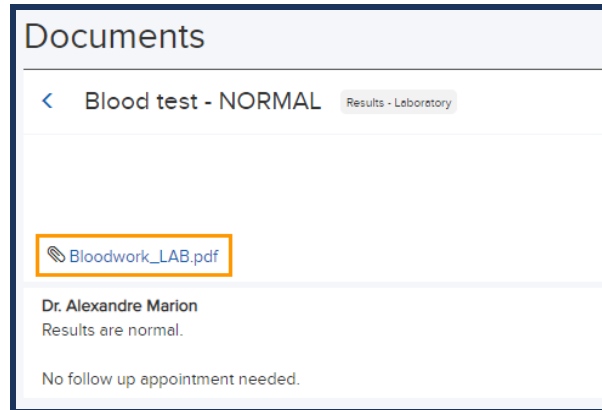 Documents
Blood test - NORMAL Results - Laboratory
Bloodwork_LAB.pdf
Dr. Alexandre Marion
Results are normal.
No follow up appointment needed.